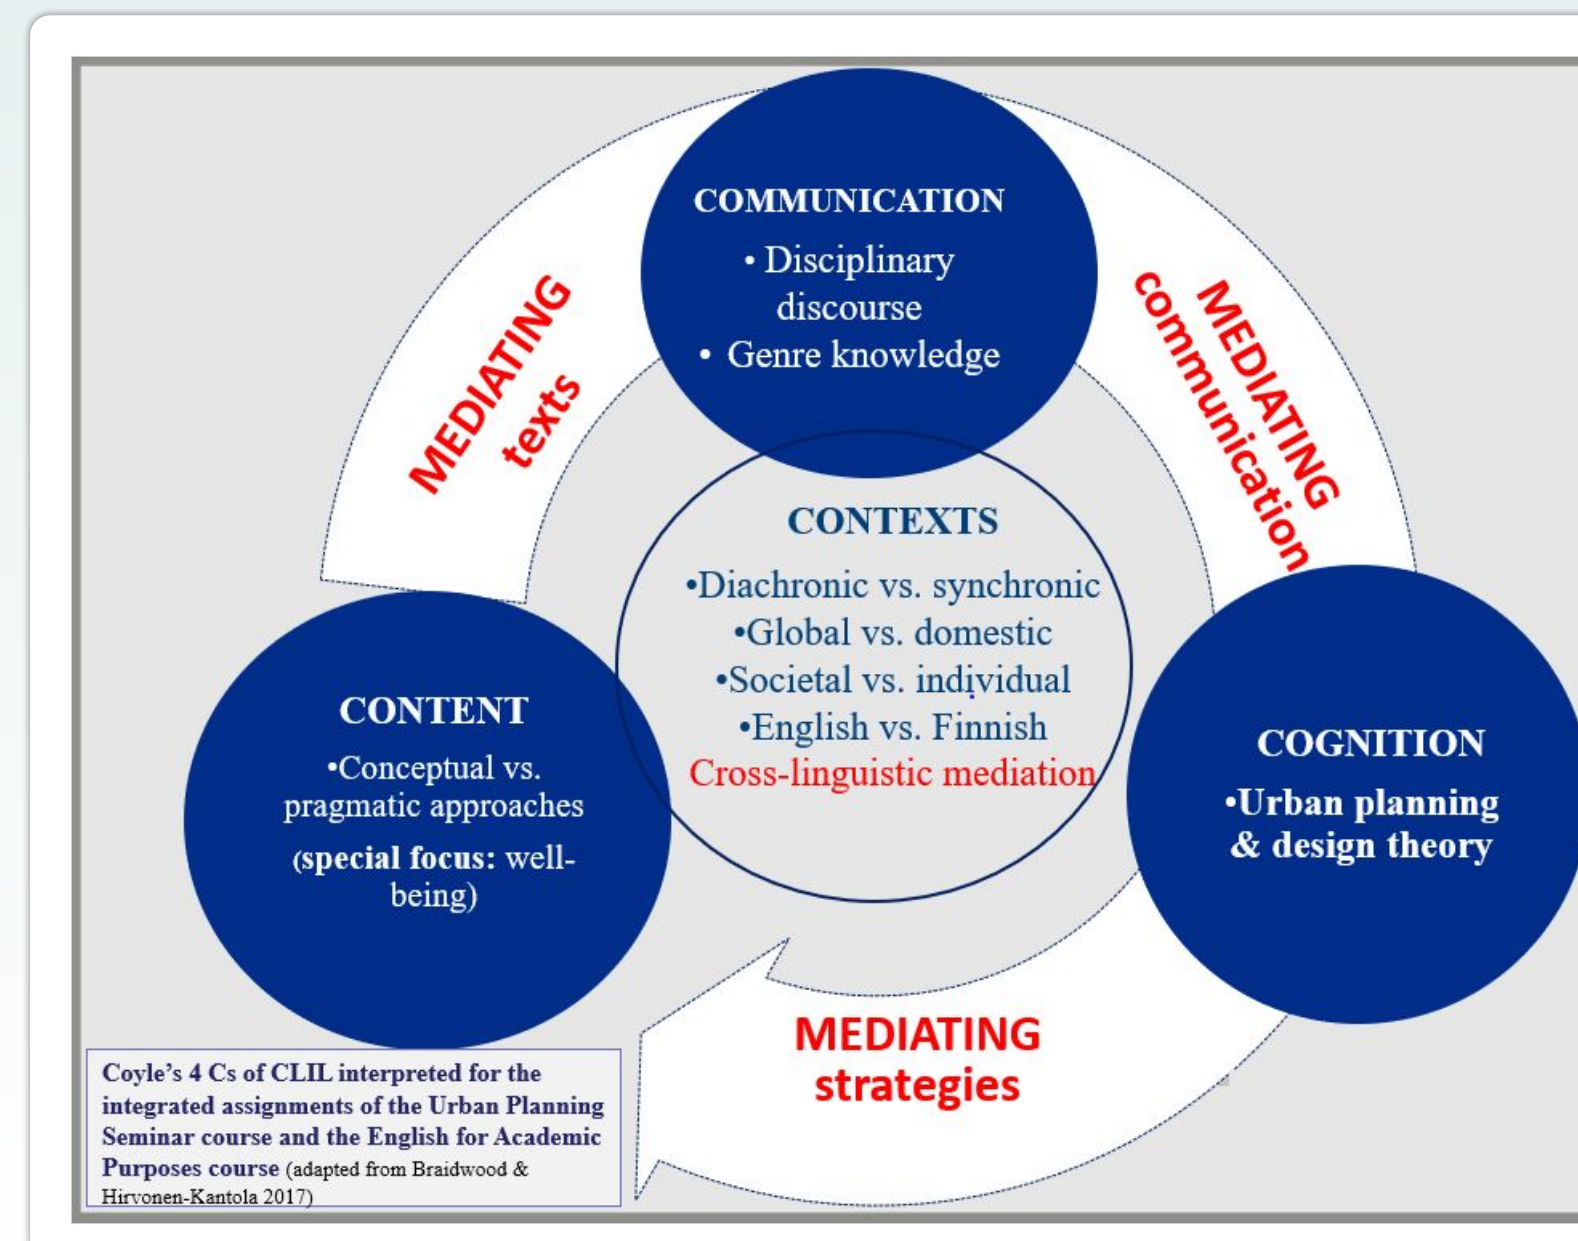 COMMUNICATION
• Disciplinary
discourse
• Genre knowledge
MEDIATING
texts
MEDIATING
communication
CONTEXTS
•Diachronic vs. synchronic
•Global vs. domestic
•Societal vs. individual
•English vs. Finnish
Cross-linguistic mediation
CONTENT
•Conceptual vs.
pragmatic approaches
(special focus: well-
being)
COGNITION
•Urban planning
& design theory
MEDIATING
strategies
Coyle's 4 Cs of CLIL interpreted for the
integrated assignments of the Urban Planning
Seminar course and the English for Academic
Purposes course (adapted from Braidwood &
Hirvonen-Kantola 2017)